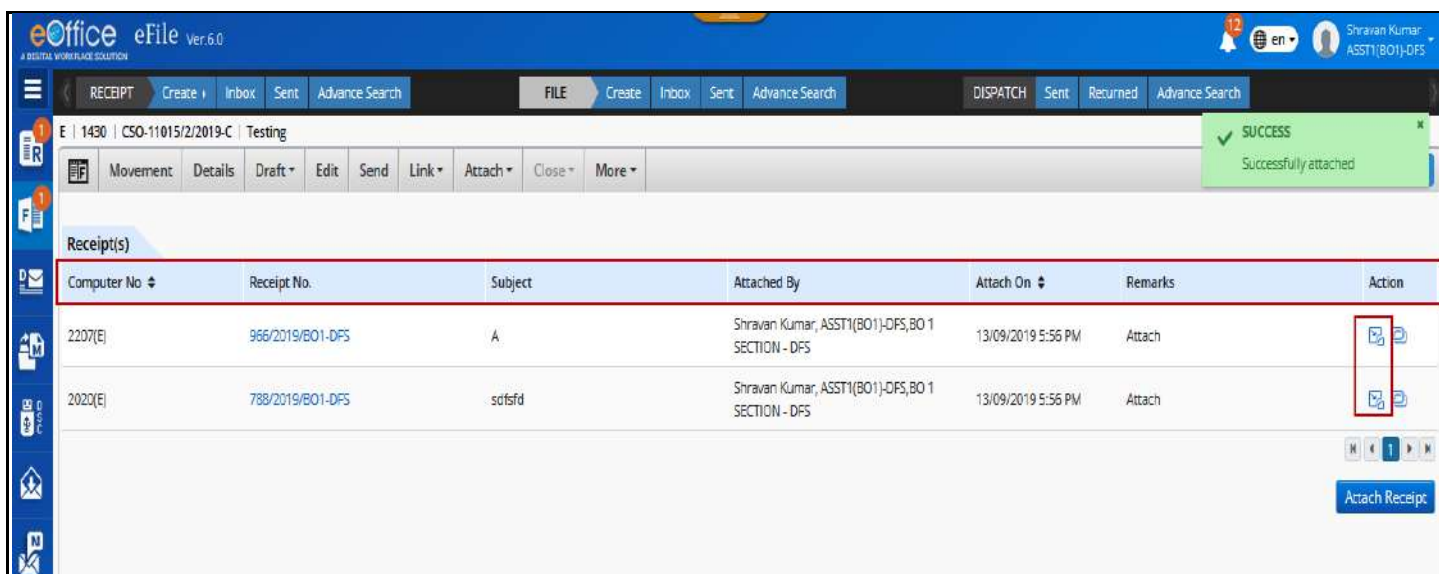 eOffice eFile Ver.6.0
A DIGITAL WORKPLACE SOLUTION
12
en
Shravan Kumar
ASST1(BO1)-DFS
RECEIPT Create Inbox Sent Advance Search FILE Create Inbox Sent Advance Search DISPATCH Sent Returned Advance Search
E | 1430 | CSO-11015/2/2019-C | Testing
SUCCESS x
Successfully attached
Movement Details Draft Edit Send Link Attach Close More
1
R
1
F
D
M
DSC
N
Receipt(s)
Computer No Receipt No. Subject Attached By Attach On Remarks Action
2207(E) 966/2019/BO1-DFS A Shravan Kumar, ASST1(BO1)-DFS,BO 1 13/09/2019 5:56 PM Attach
SECTION - DFS
2020(E) 788/2019/BO1-DFS sdfsfd Shravan Kumar, ASST1(BO1)-DFS,BO 1 13/09/2019 5:56 PM Attach
SECTION - DFS
1
Attach Receipt